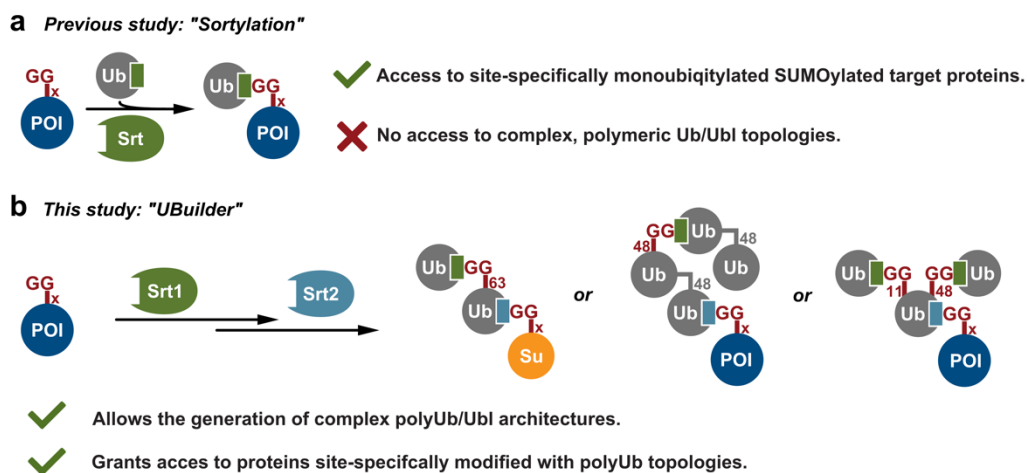 a Previous study: "Sortylation"
GG
x
POI
Ub
Srt
Ub GG
x
POI
Access to site-specifically monoubiqitylated SUMOylated target proteins.
No access to complex, polymeric Ub/Ubl topologies.
b This study: "UBuilder"
GG
x
POI
Srt1
Srt2
Ub GG
63
Ub GG
x
Su
or
GG Ub
48 48
Ub Ub
48
Ub GG
x
POI
or
Ub GG GG Ub
11 48
Ub GG
x
POI
Allows the generation of complex polyUb/Ubl architectures.
Grants acces to proteins site-specifcally modified with polyUb topologies.